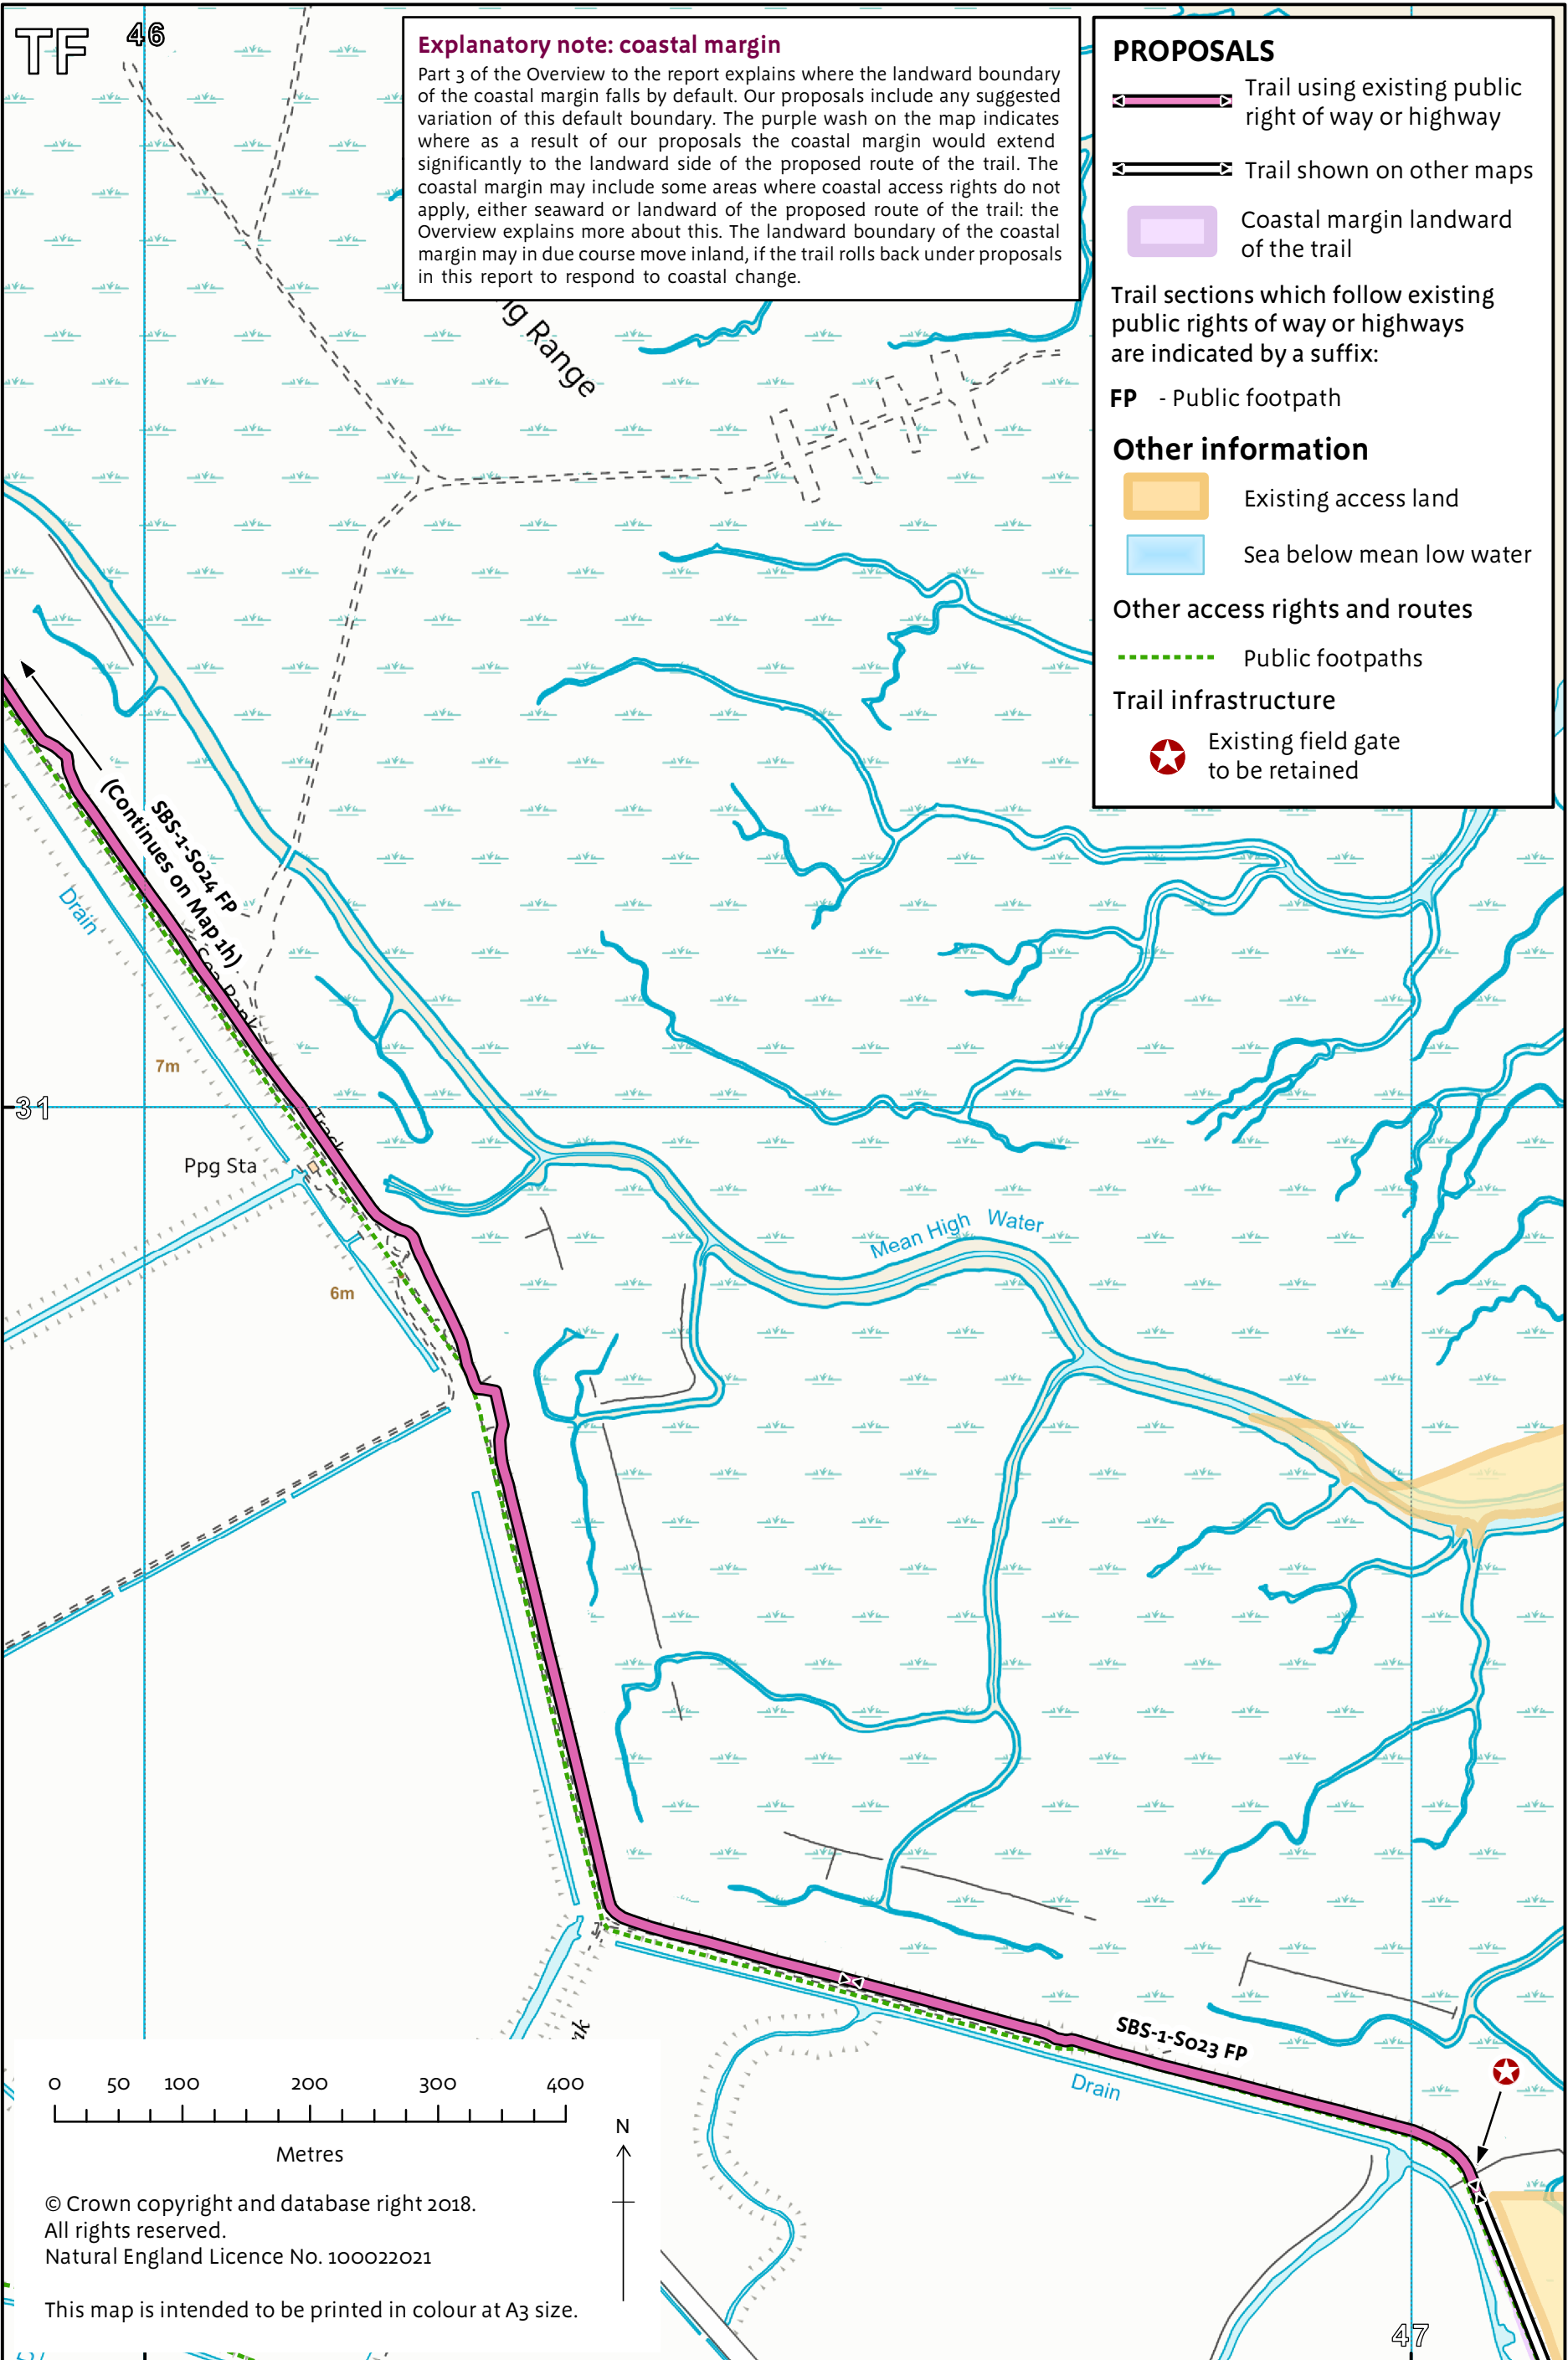 TF
46
Explanatory note: coastal margin
Part 3 of the Overview to the report explains where the landward boundary
of the coastal margin falls by default. Our proposals include any suggested
variation of this default boundary. The purple wash on the map indicates
where as a result of our proposals the coastal margin would extend
significantly to the landward side of the proposed route of the trail. The
coastal margin may include some areas where coastal access rights do not
apply, either seaward or landward of the proposed route of the trail: the
Overview explains more about this. The landward boundary of the coastal
margin may in due course move inland, if the trail rolls back under proposals
in this report to respond to coastal change.
PROPOSALS
Trail using existing public
right of way or highway
Trail shown on other maps
Coastal margin landward
of the trail
Trail sections which follow existing
public rights of way or highways
are indicated by a suffix:
FP - Public footpath
Other information
Existing access land
Sea below mean low water
Other access rights and routes
Public footpaths
Trail infrastructure
Existing field gate
to be retained
ng Range
SBS-1-S024 FP
(Continues on Map 1h)
Drain
Sea Bank
7m
31
Track
Ppg Sta
6m
Mean High Water
SBS-1-S023 FP
Drain
0 50 100 200 300 400
Metres
N
© Crown copyright and database right 2018.
All rights reserved.
Natural England Licence No. 100022021
This map is intended to be printed in colour at A3 size.
47